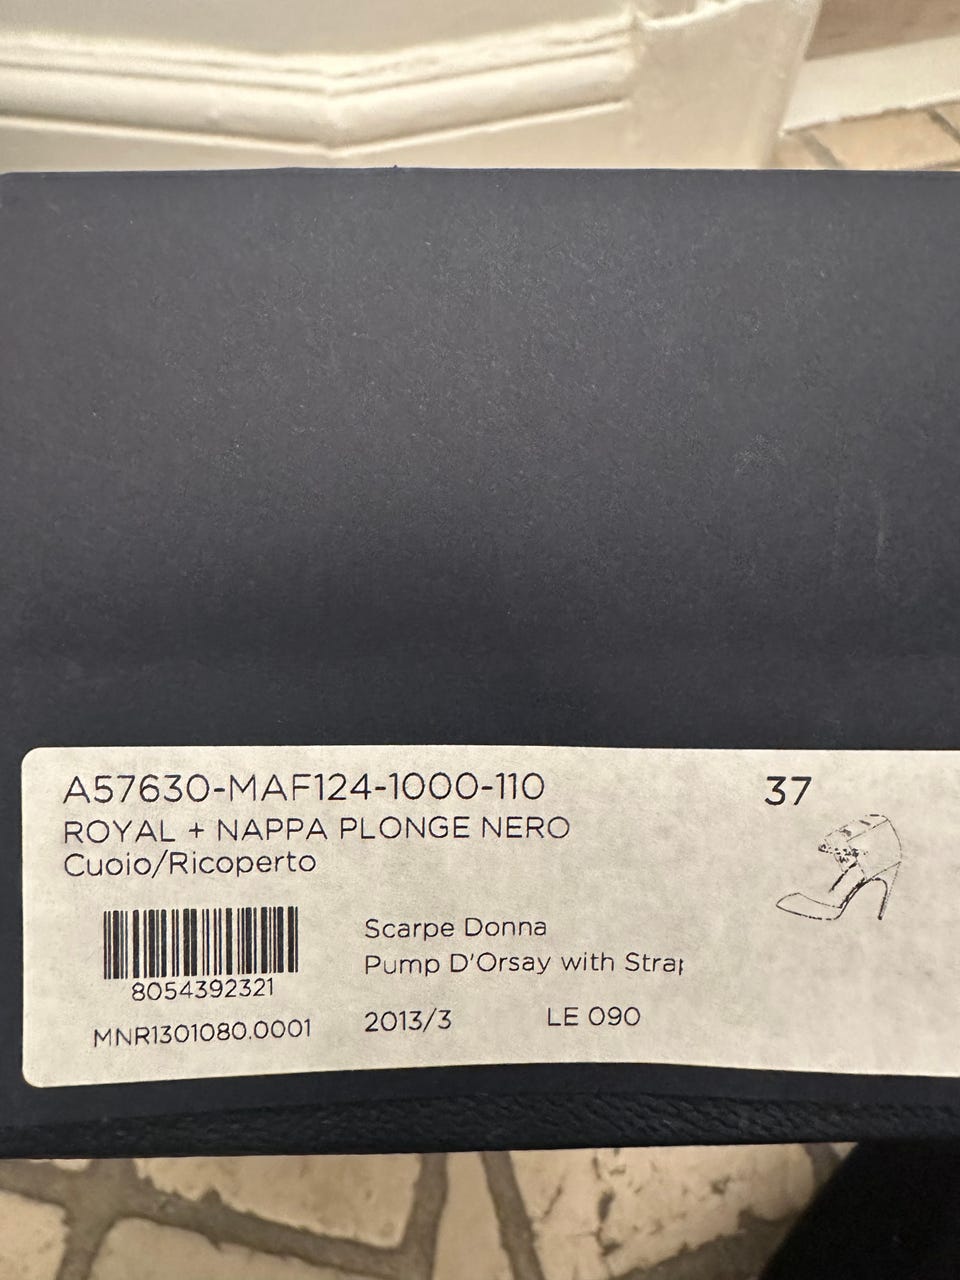 A57630-MAF124-1000-110
37
ROYAL + NAPPA PLONGE NERO
Cuoio/Ricoperto
Scarpe Donna
Pump D'Orsay with Strap
8054392321
MNR1301080.0001
2013/3
LE 090